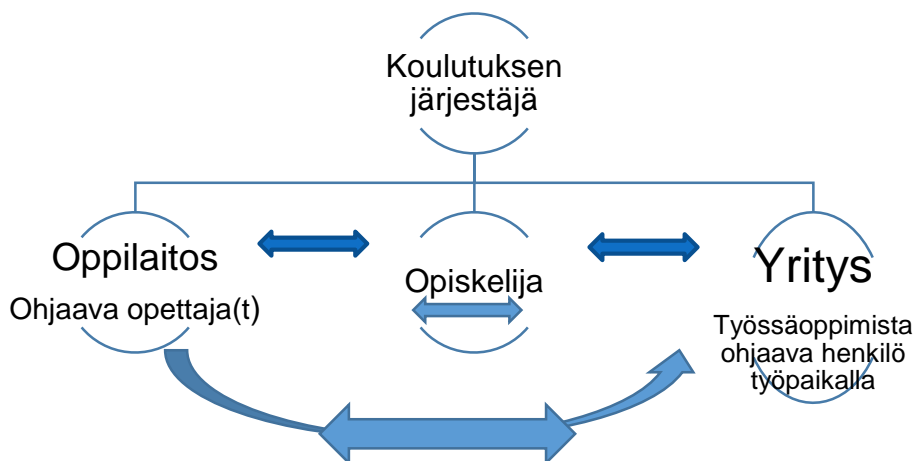 Koulutuksen
järjestäjä
Oppilaitos
Ohjaava opettaja(t)
Opiskelija
Yritys
Työssäoppimista
ohjaava henkilö
työpaikalla